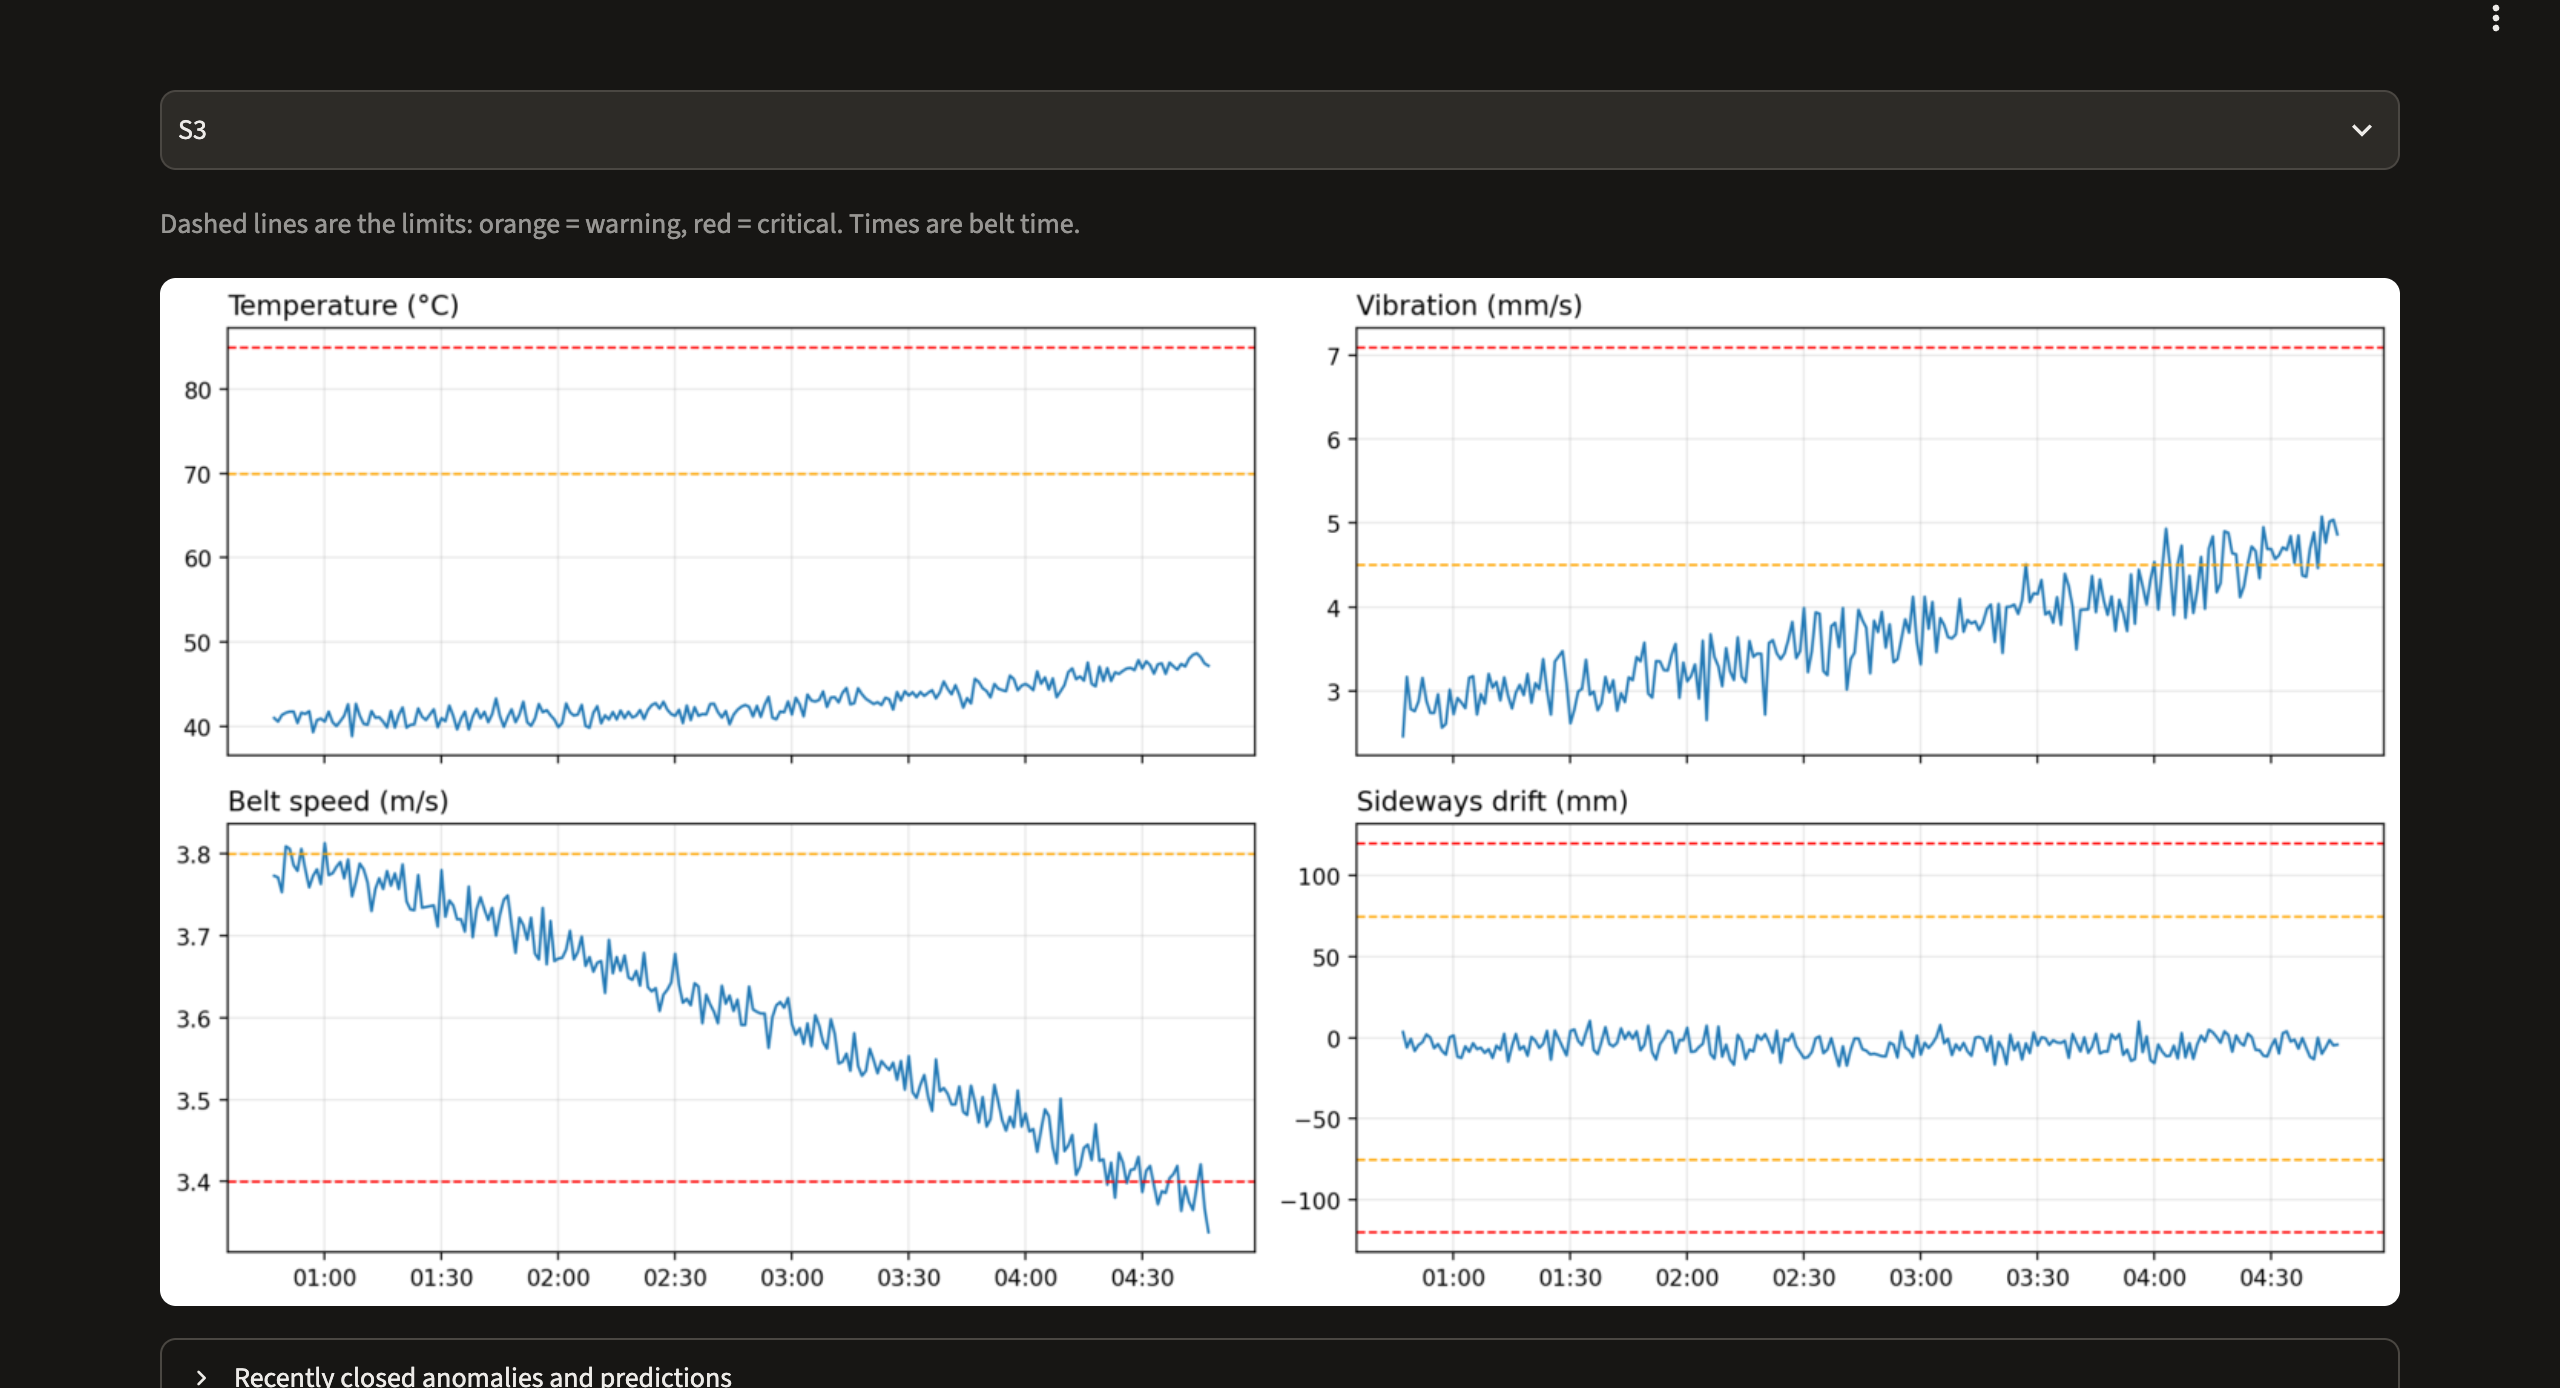 S3
Dashed lines are the limits: orange = warning, red = critical. Times are belt time.
Temperature (°C)
80
70
60
50
40
Vibration (mm/s)
7
6
5
4
3
Belt speed (m/s)
3.8
3.7
3.6
3.5
3.4
01:00 01:30 02:00 02:30 03:00 03:30 04:00 04:30
Sideways drift (mm)
100
50
0
−50
−100
01:00 01:30 02:00 02:30 03:00 03:30 04:00 04:30
Recently closed anomalies and predictions